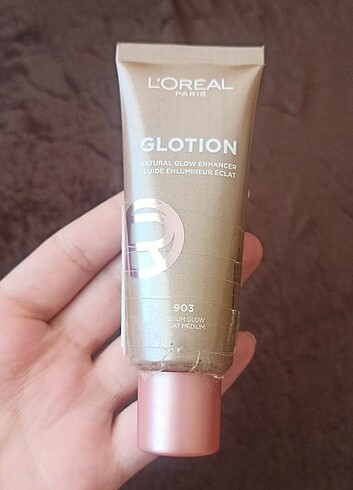 L'ORÉAL
PARIS
GLOTION
NATURAL GLOW ENHANCER
FLUIDE ENLUMINEUR ÉCLAT
903
GLOW
MÉDIUM